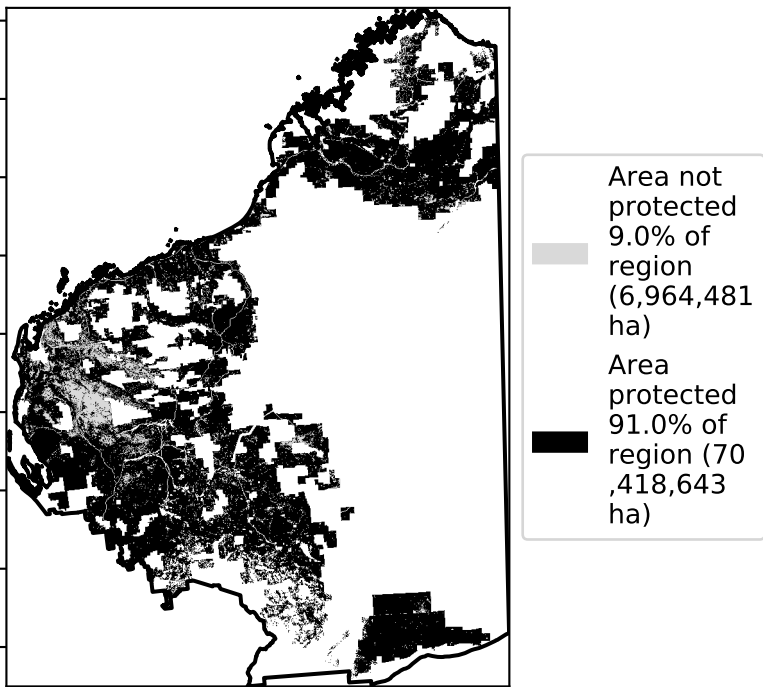 Area not
protected
9.0% of
region
(6,964,481
ha)
Area
protected
91.0% of
region (70
,418,643
ha)